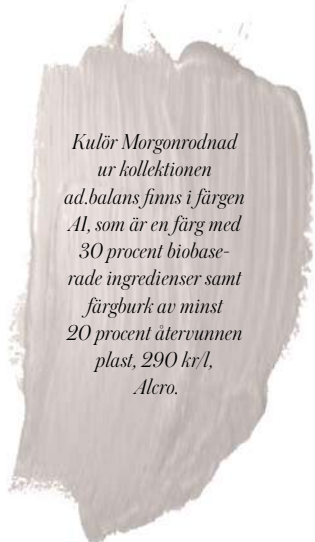 Kulör Morgonrodnad
ur kollektionen
ad.balans finns i färgen
A1, som är en färg med
30 procent biobase-
rade ingredienser samt
färgburk av minst
20 procent återvunnen
plast, 290 kr/l,
Alcro.